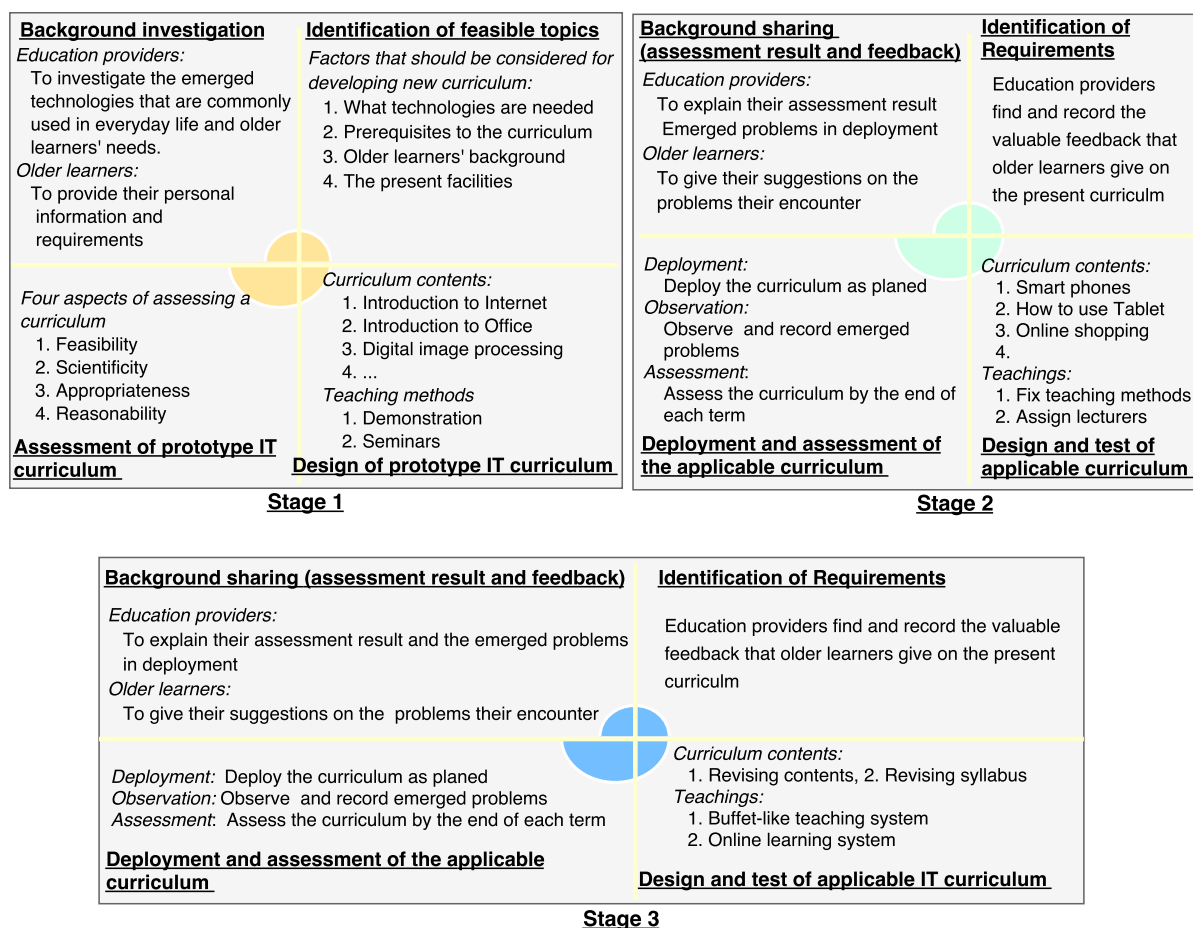 Background investigation
Education providers:
To investigate the emerged
technologies that are commonly
used in everyday life and older
learners' needs.
Older learners:
To provide their personal
information and
requirements
Identification of feasible topics
Factors that should be considered for
developing new curriculum:
1. What technologies are needed
2. Prerequisites to the curriculum
3. Older learners' background
4. The present facilities
Four aspects of assessing a
curriculum
1. Feasibility
2. Scientificity
3. Appropriateness
4. Reasonability
Assessment of prototype IT
curriculum
Curriculum contents:
1. Introduction to Internet
2. Introduction to Office
3. Digital image processing
4. ...
Teaching methods
1. Demonstration
2. Seminars
Design of prototype IT curriculum
Stage 1
Background sharing
(assessment result and feedback)
Education providers:
To explain their assessment result
Emerged problems in deployment
Older learners:
To give their suggestions on the
problems their encounter
Identification of
Requirements
Education providers
find and record the
valuable feedback that
older learners give on
the present curriculm
Deployment:
Deploy the curriculum as planed
Observation:
Observe and record emerged
problems
Assessment:
Assess the curriculum by the end of
each term
Deployment and assessment of
the applicable curriculum
Curriculum contents:
1. Smart phones
2. How to use Tablet
3. Online shopping
4.
Teachings:
1. Fix teaching methods
2. Assign lecturers
Design and test of
applicable curriculum
Stage 2
Background sharing (assessment result and feedback)
Education providers:
To explain their assessment result and the emerged problems
in deployment
Older learners:
To give their suggestions on the problems their encounter
Identification of Requirements
Education providers find and record the valuable
feedback that older learners give on the present
curriculm
Deployment: Deploy the curriculum as planed
Observation: Observe and record emerged problems
Assessment: Assess the curriculum by the end of each term
Deployment and assessment of the applicable
curriculum
Curriculum contents:
1. Revising contents, 2. Revising syllabus
Teachings:
1. Buffet-like teaching system
2. Online learning system
Design and test of applicable IT curriculum
Stage 3